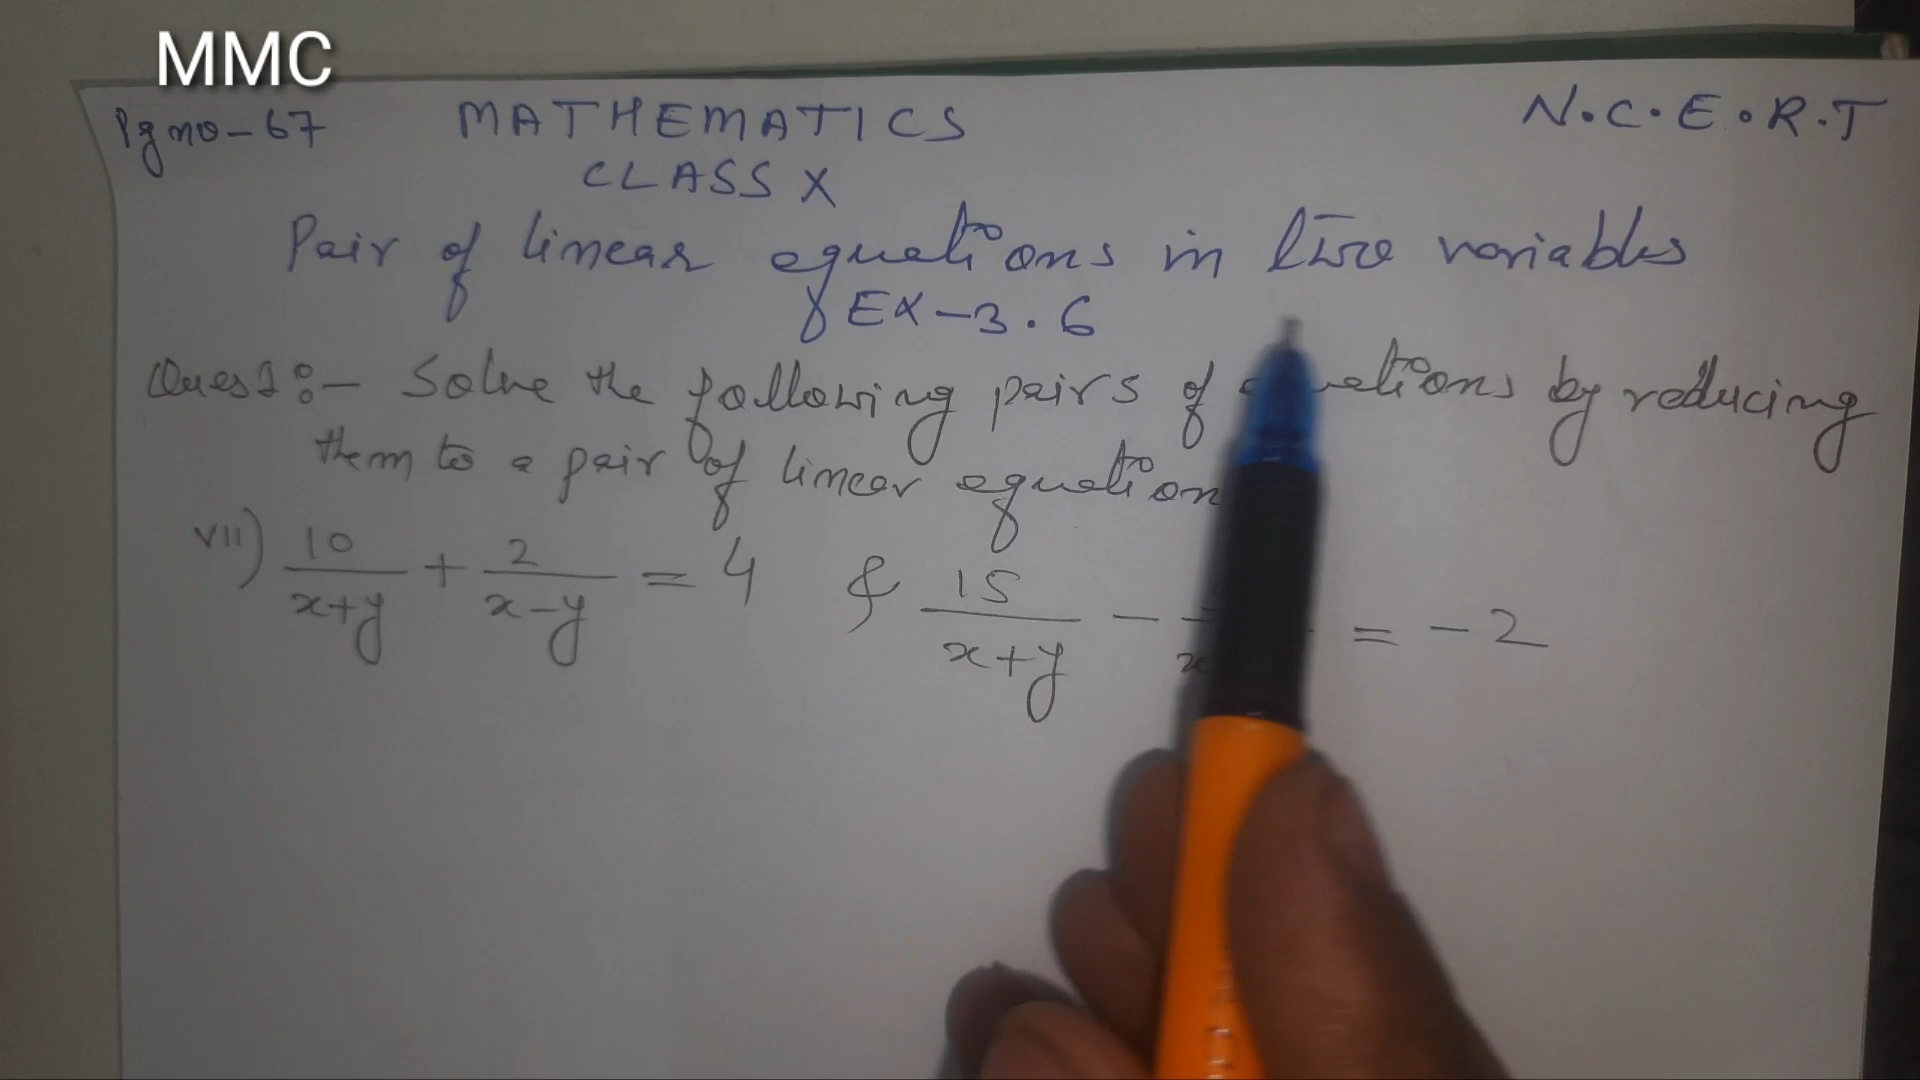 MMC
Pg no-67 MATHEMATICS N.C.E.R.T
CLASS X
Pair of linear equations in two variables
EX-3.6
Ques1:- Solve the following pairs of equations by reducing
them to a pair of linear equation
vii) 10/(x+y) + 2/(x-y) = 4 & 15/(x+y) - = -2